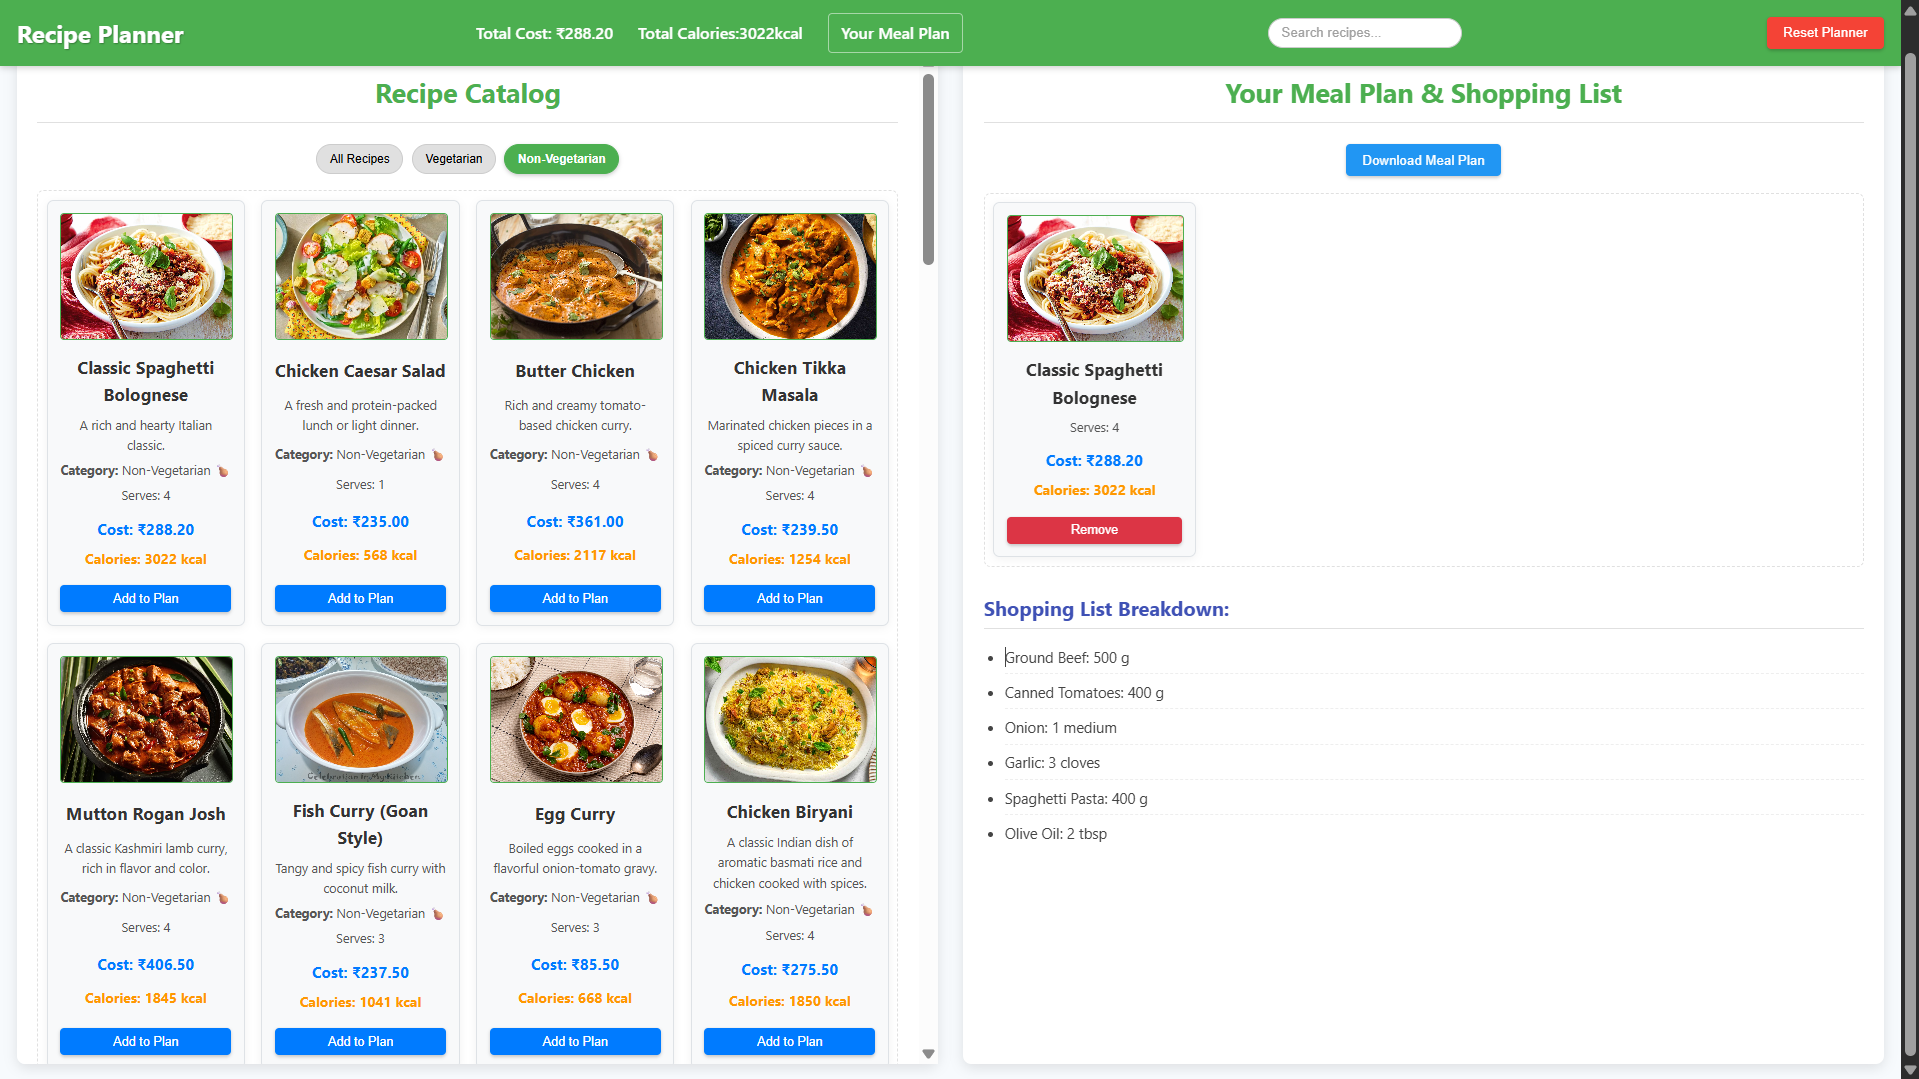 Recipe Planner
Total Cost: ₹288.20
Total Calories:3022kcal
Your Meal Plan
Search recipes...
Reset Planner
Recipe Catalog
All Recipes
Vegetarian
Non-Vegetarian
Classic Spaghetti
Bolognese
A rich and hearty Italian
classic.
Category: Non-Vegetarian 🍗
Serves: 4
Cost: ₹288.20
Calories: 3022 kcal
Add to Plan
Chicken Caesar Salad
A fresh and protein-packed
lunch or light dinner.
Category: Non-Vegetarian 🍗
Serves: 1
Cost: ₹235.00
Calories: 568 kcal
Add to Plan
Butter Chicken
Rich and creamy tomato-
based chicken curry.
Category: Non-Vegetarian 🍗
Serves: 4
Cost: ₹361.00
Calories: 2117 kcal
Add to Plan
Chicken Tikka
Masala
Marinated chicken pieces in a
spiced curry sauce.
Category: Non-Vegetarian 🍗
Serves: 4
Cost: ₹239.50
Calories: 1254 kcal
Add to Plan
Mutton Rogan Josh
A classic Kashmiri lamb curry,
rich in flavor and color.
Category: Non-Vegetarian 🍗
Serves: 4
Cost: ₹406.50
Calories: 1845 kcal
Add to Plan
Celebration In My Kitchen
Fish Curry (Goan
Style)
Tangy and spicy fish curry with
coconut milk.
Category: Non-Vegetarian 🍗
Serves: 3
Cost: ₹237.50
Calories: 1041 kcal
Add to Plan
Egg Curry
Boiled eggs cooked in a
flavorful onion-tomato gravy.
Category: Non-Vegetarian 🍗
Serves: 3
Cost: ₹85.50
Calories: 668 kcal
Add to Plan
Chicken Biryani
A classic Indian dish of
aromatic basmati rice and
chicken cooked with spices.
Category: Non-Vegetarian 🍗
Serves: 4
Cost: ₹275.50
Calories: 1850 kcal
Add to Plan
Your Meal Plan & Shopping List
Download Meal Plan
Classic Spaghetti
Bolognese
Serves: 4
Cost: ₹288.20
Calories: 3022 kcal
Remove
Shopping List Breakdown:
Ground Beef: 500 g
Canned Tomatoes: 400 g
Onion: 1 medium
Garlic: 3 cloves
Spaghetti Pasta: 400 g
Olive Oil: 2 tbsp